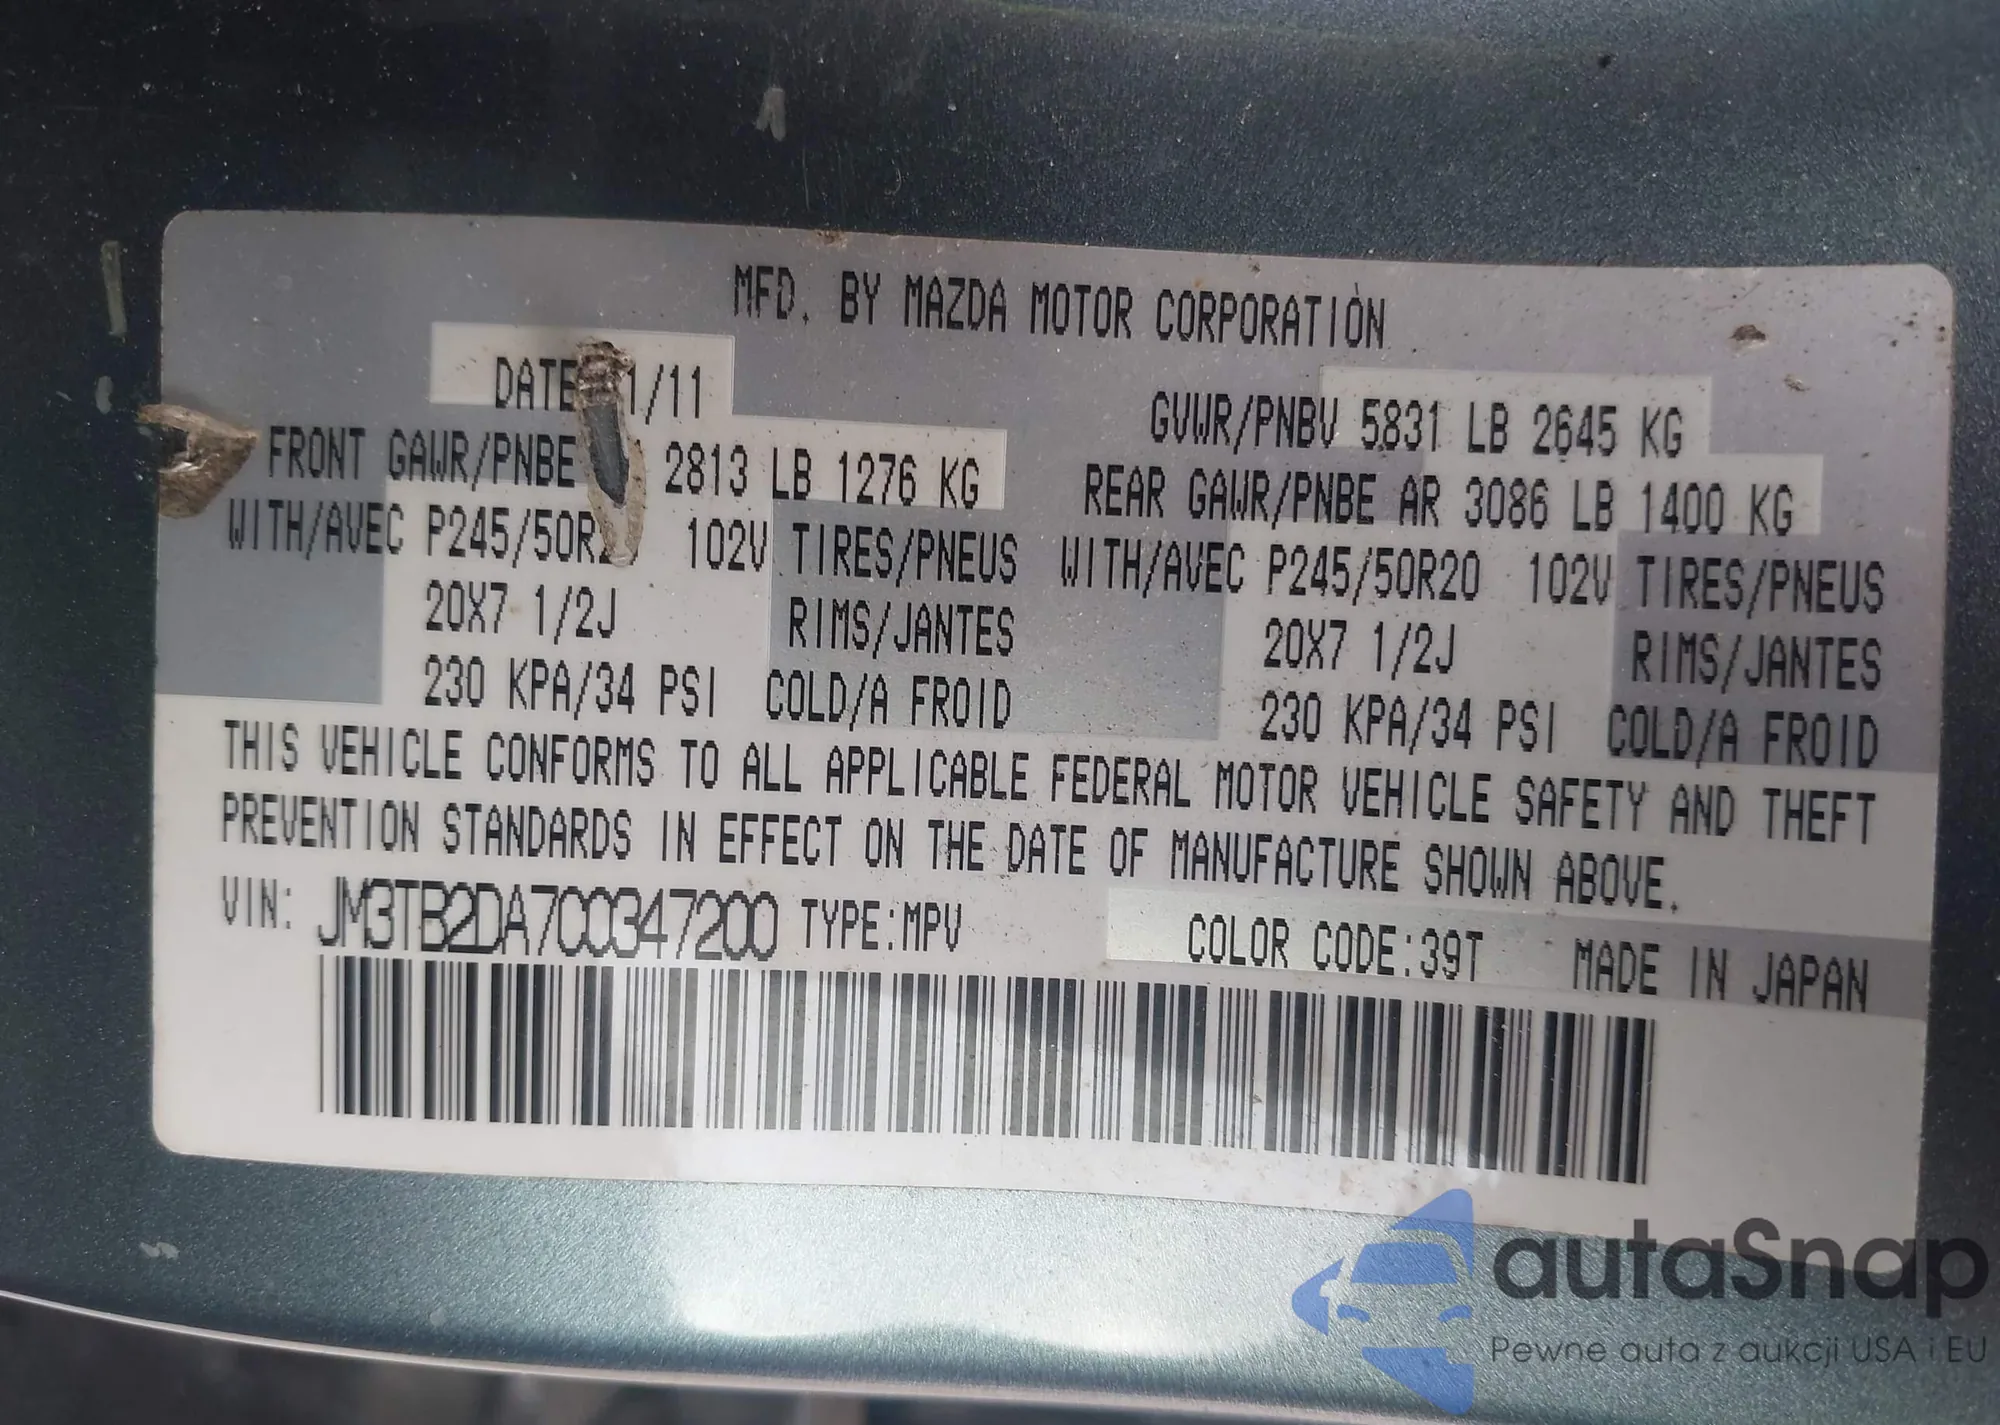 MFD. BY MAZDA MOTOR CORPORATION
DATE 1/11
GVWR/PNBV 5831 LB 2645 KG
FRONT GAWR/PNBE 2813 LB 1276 KG
REAR GAWR/PNBE AR 3086 LB 1400 KG
WITH/AVEC P245/50R20 102V TIRES/PNEUS WITH/AVEC P245/50R20 102V TIRES/PNEUS
20X7 1/2J RIMS/JANTES 20X7 1/2J RIMS/JANTES
230 KPA/34 PSI COLD/A FROID 230 KPA/34 PSI COLD/A FROID
THIS VEHICLE CONFORMS TO ALL APPLICABLE FEDERAL MOTOR VEHICLE SAFETY AND THEFT
PREVENTION STANDARDS IN EFFECT ON THE DATE OF MANUFACTURE SHOWN ABOVE.
VIN: JM3TB2DA7C0347200 TYPE:MPV COLOR CODE:39T MADE IN JAPAN
autaSnap
Pewne auta z aukcji USA i EU